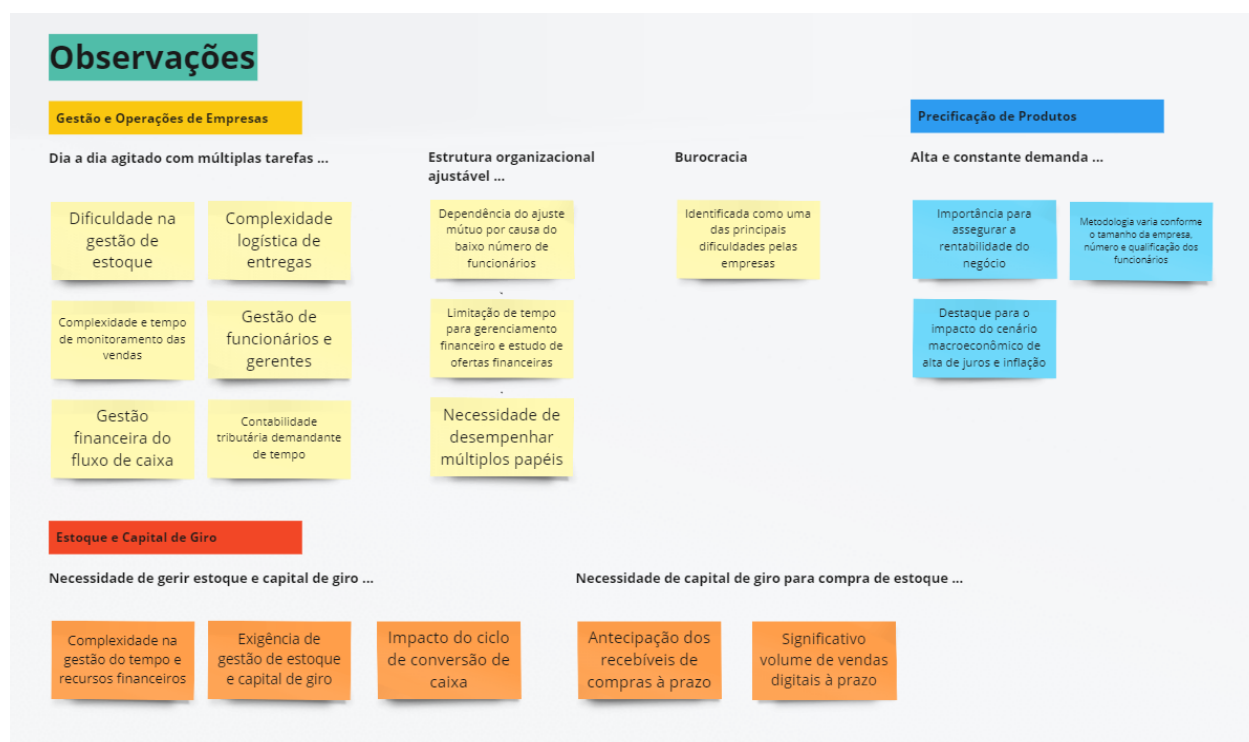 Observações
Gestão e Operações de Empresas
Dia a dia agitado com múltiplas tarefas ...
Dificuldade na
gestão de
estoque
Complexidade
logística de
entregas
Complexidade e tempo
de monitoramento das
vendas
Gestão de
funcionários e
gerentes
Gestão
financeira do
fluxo de caixa
Contabilidade
tributária demandante
de tempo
Estrutura organizacional
ajustável ...
Dependência do ajuste
mútuo por causa do
baixo número de
funcionários
.
Limitação de tempo
para gerenciamento
financeiro e estudo de
ofertas financeiras
.
Necessidade de
desempenhar
múltiplos papéis
Burocracia
Identificada como uma
das principais
dificuldades pelas
empresas
Precificação de Produtos
Alta e constante demanda ...
Importância para
assegurar a
rentabilidade do
negócio
Metodologia varia conforme
o tamanho da empresa,
número e qualificação dos
funcionários
Destaque para o
impacto do cenário
macroeconômico de
alta de juros e inflação
Estoque e Capital de Giro
Necessidade de gerir estoque e capital de giro ...
Complexidade na
gestão do tempo e
recursos financeiros
Exigência de
gestão de estoque
e capital de giro
Impacto do ciclo
de conversão de
caixa
Necessidade de capital de giro para compra de estoque ...
Antecipação dos
recebíveis de
compras à prazo
Significativo
volume de vendas
digitais à prazo